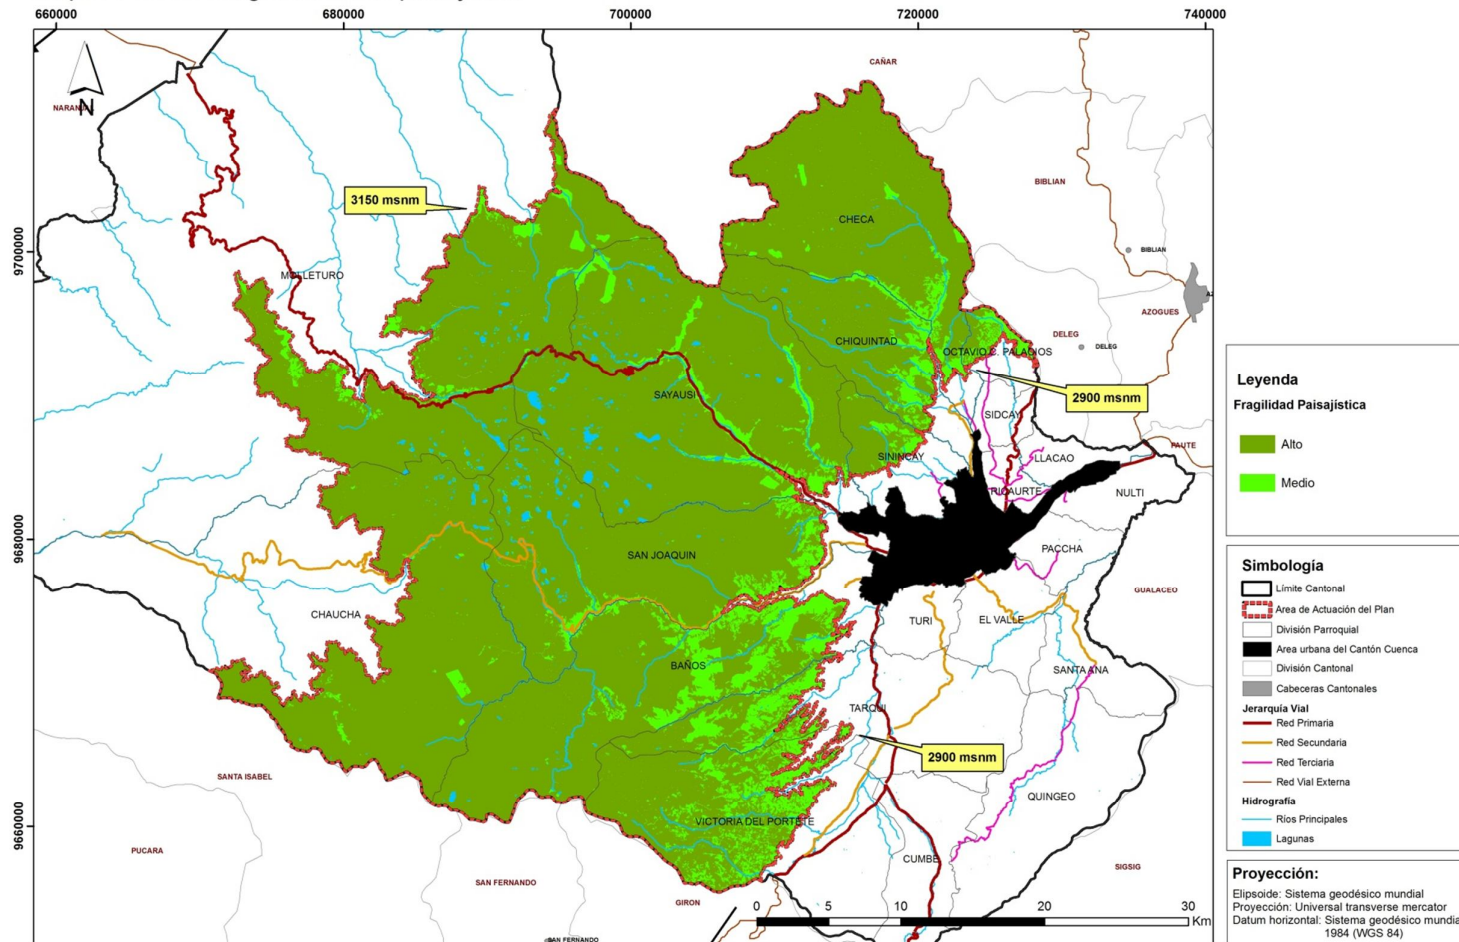 660000
680000
700000
720000
740000
N
CAÑAR
BIBLIAN
3150 msnm
CHECA
9700000
BIBLIAN
MOLLETURO
AZOGUES
DELEG
DELEG
CHIQUINTAD
OCTAVIO C. PALACIOS
2900 msnm
SAYAUSI
SIDCAY
SININCAY
LLACAO
PAUTE
RICAURTE
NULTI
9680000
SAN JOAQUIN
PACCHA
GUALACEO
CHAUCHA
TURI
EL VALLE
BAÑOS
SANTA ANA
TARQUI
2900 msnm
SANTA ISABEL
QUINGEO
9660000
VICTORIA DEL PORTETE
PUCARA
CUMBE
SIGSIG
SAN FERNANDO
GIRON
0 5 10 20 30
Km
SAN FERNANDO
Leyenda
Fragilidad Paisajística
Alto
Medio
Simbología
Límite Cantonal
Area de Actuación del Plan
División Parroquial
Area urbana del Cantón Cuenca
División Cantonal
Cabeceras Cantonales
Jerarquía Vial
Red Primaria
Red Secundaria
Red Terciaria
Red Vial Externa
Hidrografía
Ríos Principales
Lagunas
Proyección:
Elipsoide: Sistema geodésico mundial
Proyección: Universal transverse mercator
Datum horizontal: Sistema geodésico mundia
1984 (WGS 84)